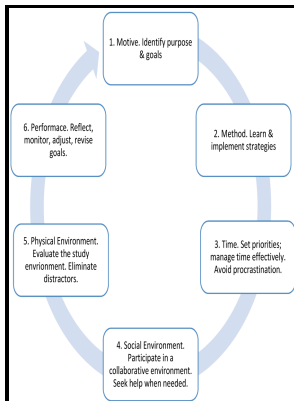 1. Motive. Identify purpose
& goals
2. Method. Learn &
implement strategies
3. Time. Set priorities;
manage time effectively.
Avoid procrastination.
4. Social Environment.
Participate in a
collaborative environment.
Seek help when needed.
5. Physical Environment.
Evaluate the study
envrionment. Eliminate
distractors.
6. Performace. Reflect,
monitor, adjust, revise
goals.